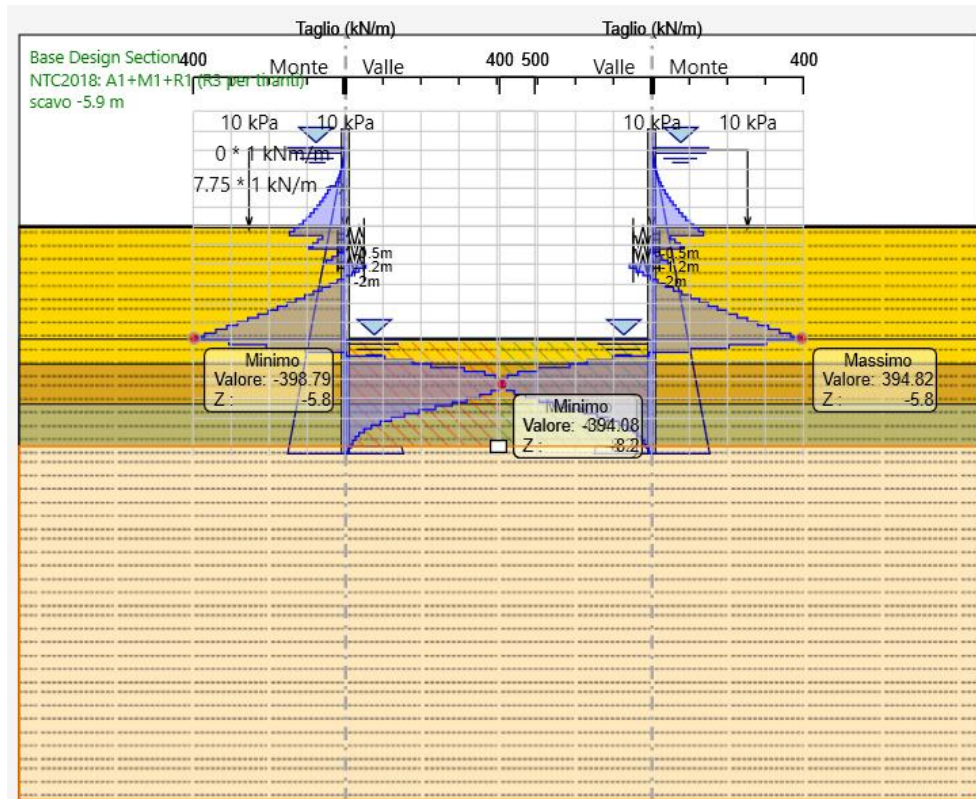 Taglio (kN/m)
Taglio (kN/m)
Base Design Section
400
Monte
Valle
400
500
Valle
Monte
400
NTC2018: A1+M1+R1 (R3 per tiranti)
scavo -5.9 m
10 kPa
10 kPa
10 kPa
10 kPa
0 * 1 kNm/m
7.75 * 1 kN/m
-0.5m
-1.2m
-2m
-0.5m
-1.2m
-2m
Minimo
Valore: -398.79
Z : -5.8
Massimo
Valore: 394.82
Z : -5.8
Minimo
Valore: -394.08
Z : -8.2